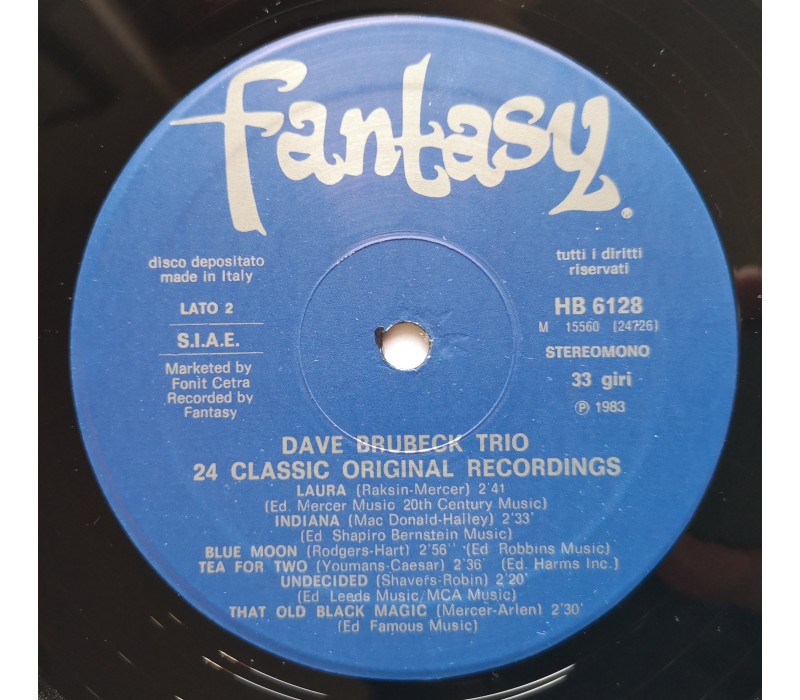 fantasy®
disco depositato
made in Italy
LATO 2
S.I.A.E.
Marketed by
Fonit Cetra
Recorded by
Fantasy
tutti i diritti
riservati
HB 6128
M 15560 (24726)
STEREOMONO
33 giri
℗ 1983
DAVE BRUBECK TRIO
24 CLASSIC ORIGINAL RECORDINGS
LAURA (Raksin-Mercer) 2'41
(Ed. Mercer Music 20th Century Music)
INDIANA (Mac Donald-Halley) 2'33'
(Ed Shapiro Bernstein Music)
BLUE MOON (Rodgers-Hart) 2'56'' (Ed Robbins Music)
TEA FOR TWO (Youmans-Caesar) 2'36' (Ed. Harms Inc.)
UNDECIDED (Shavers-Robin) 2'20'
(Ed Leeds Music/MCA Music)
THAT OLD BLACK MAGIC (Mercer-Arlen) 2'30'
(Ed Famous Music)